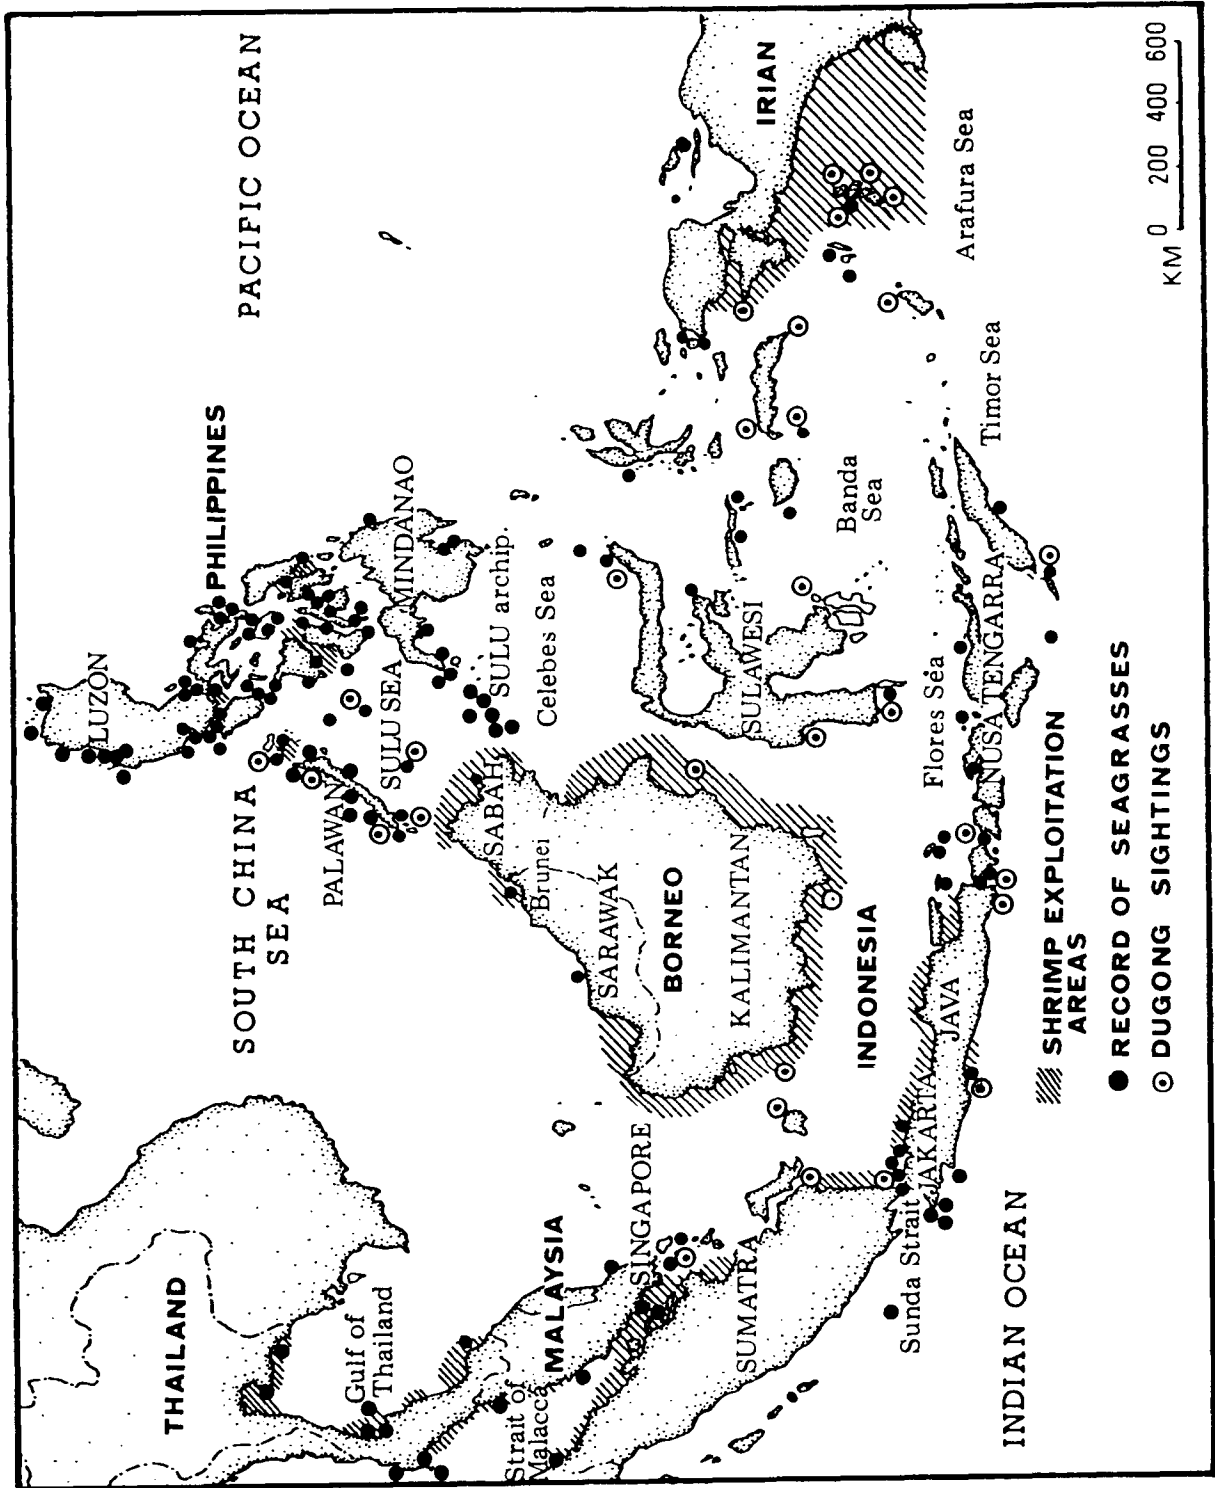 PACIFIC OCEAN
PHILIPPINES
LUZON
MINDANAO
SULU SEA
SULU archip.
Celebes Sea
PALAWAN
SOUTH CHINA
SEA
SABAH
Brunei
SARAWAK
BORNEO
KALIMANTAN
SULAWESI
IRIAN
Arafura Sea
Timor Sea
Banda
Sea
Flores Sea
NUSA TENGARRA
INDONESIA
JAVA
JAKARTA
Sunda Strait
SUMATRA
SINGAPORE
MALAYSIA
Strait of
Malacca
Gulf of
Thailand
THAILAND
INDIAN OCEAN
KM 0 200 400 600
SHRIMP EXPLOITATION
AREAS
RECORD OF SEAGRASSES
DUGONG SIGHTINGS